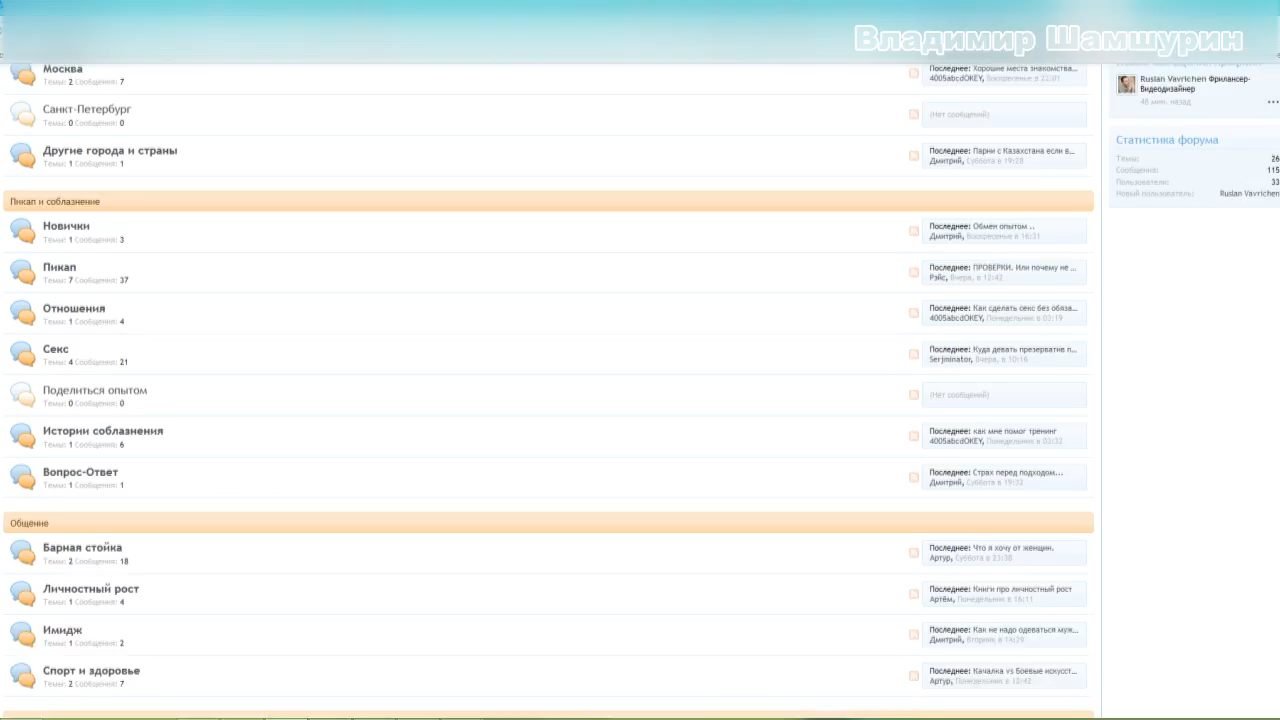 Владимир Шамшурин
Москва
Темы: 2 Сообщения: 7
Последнее: Хорошие места знакомства...
4005abcdOKEY, Воскресенье в 22:01
Санкт-Петербург
Темы: 0 Сообщения: 0
(Нет сообщений)
Другие города и страны
Темы: 1 Сообщения: 1
Последнее: Парни с Казахстана если в...
Дмитрий, Суббота в 19:28
Пикап и соблазнение
Новички
Темы: 1 Сообщения: 3
Последнее: Обмен опытом ..
Дмитрий, Воскресенье в 16:31
Пикап
Темы: 7 Сообщения: 37
Последнее: ПРОВЕРКИ. Или почему не ...
Рэйс, Вчера, в 12:42
Отношения
Темы: 1 Сообщения: 4
Последнее: Как сделать секс без обяза...
4005abcdOKEY, Понедельник в 03:19
Секс
Темы: 4 Сообщения: 21
Последнее: Куда девать презерватив п...
Serjminator, Вчера, в 10:16
Поделиться опытом
Темы: 0 Сообщения: 0
(Нет сообщений)
Истории соблазнения
Темы: 1 Сообщения: 6
Последнее: как мне помог тренинг
4005abcdOKEY, Понедельник в 03:32
Вопрос-Ответ
Темы: 1 Сообщения: 1
Последнее: Страх перед подходом...
Дмитрий, Суббота в 19:32
Общение
Барная стойка
Темы: 2 Сообщения: 18
Последнее: Что я хочу от женщин.
Артур, Суббота в 23:38
Личностный рост
Темы: 1 Сообщения: 4
Последнее: Книги про личностный рост
Артём, Понедельник в 16:11
Имидж
Темы: 1 Сообщения: 2
Последнее: Как не надо одеваться муж...
Дмитрий, Вторник в 14:29
Спорт и здоровье
Темы: 2 Сообщения: 7
Последнее: Качалка vs Боевые искусст...
Артур, Понедельник в 12:42
Ruslan Vavrichen Фрилансер-
Видеодизайнер
48 мин. назад
Статистика форума
Темы: 26
Сообщения: 115
Пользователи: 33
Новый пользователь: Ruslan Vavrichen